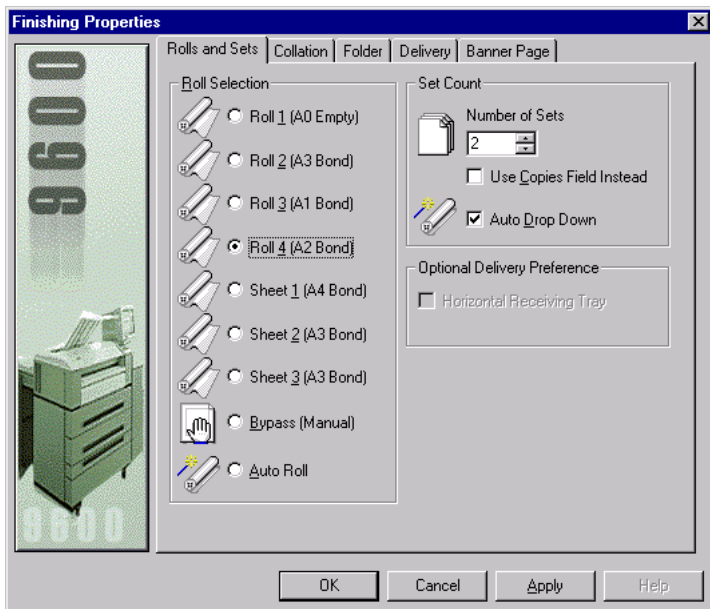 Finishing Properties
9600
Rolls and Sets
Collation
Folder
Delivery
Banner Page
Roll Selection
Roll 1 (A0 Empty)
Roll 2 (A3 Bond)
Roll 3 (A1 Bond)
Roll 4 (A2 Bond)
Sheet 1 (A4 Bond)
Sheet 2 (A3 Bond)
Sheet 3 (A3 Bond)
Bypass (Manual)
Auto Roll
Set Count
Number of Sets
2
Use Copies Field Instead
Auto Drop Down
Optional Delivery Preference
Horizontal Receiving Tray
9600
OK
Cancel
Apply
Help